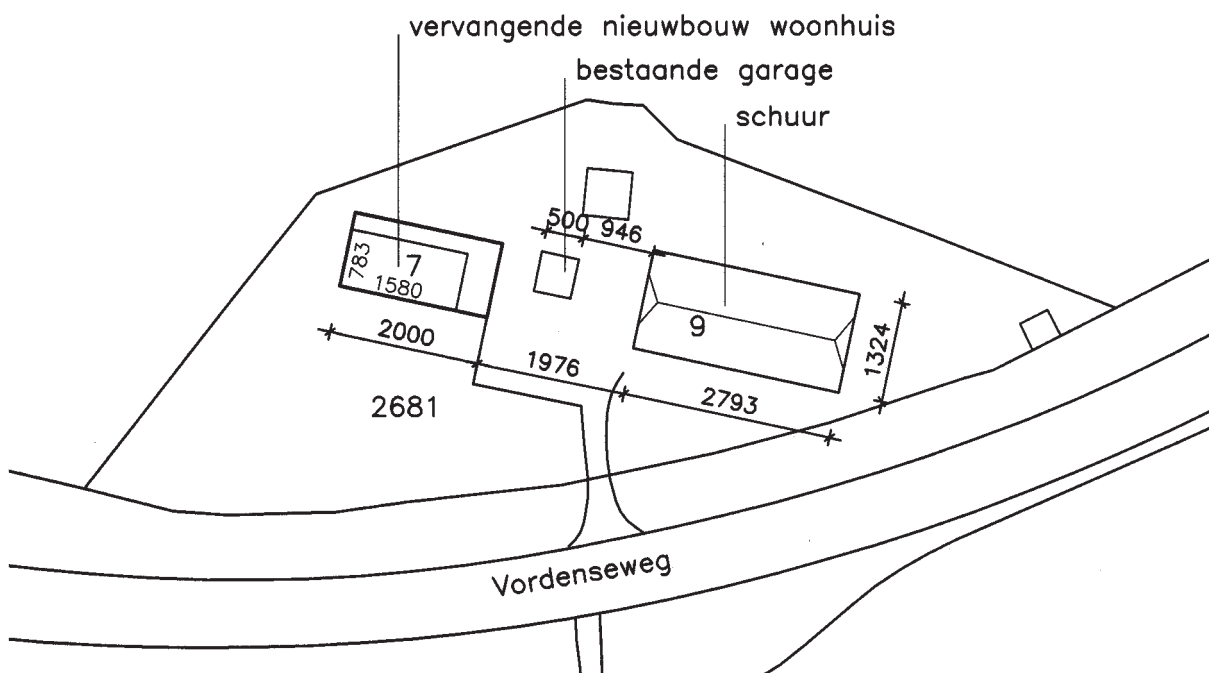 vervangende nieuwbouw woonhuis
bestaande garage
schuur
500
946
783
7
1580
9
2000
1976
1324
2793
2681
Vordenseweg